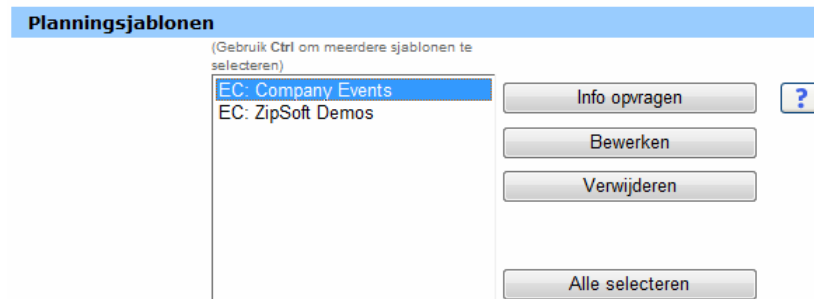 Planningsjablonen
(Gebruik Ctrl om meerdere sjablonen te
selecteren)
EC: Company Events
EC: ZipSoft Demos
Info opvragen
?
Bewerken
Verwijderen
Alle selecteren